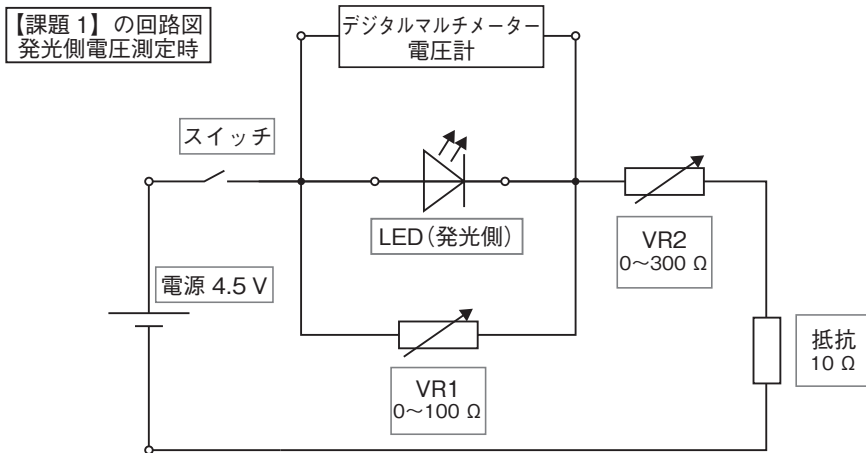 【課題 1】の回路図
発光側電圧測定時
デジタルマルチメーター
電圧計
スイッチ
LED（発光側）
VR2
0～300 Ω
電源 4.5 V
抵抗
10 Ω
VR1
0～100 Ω